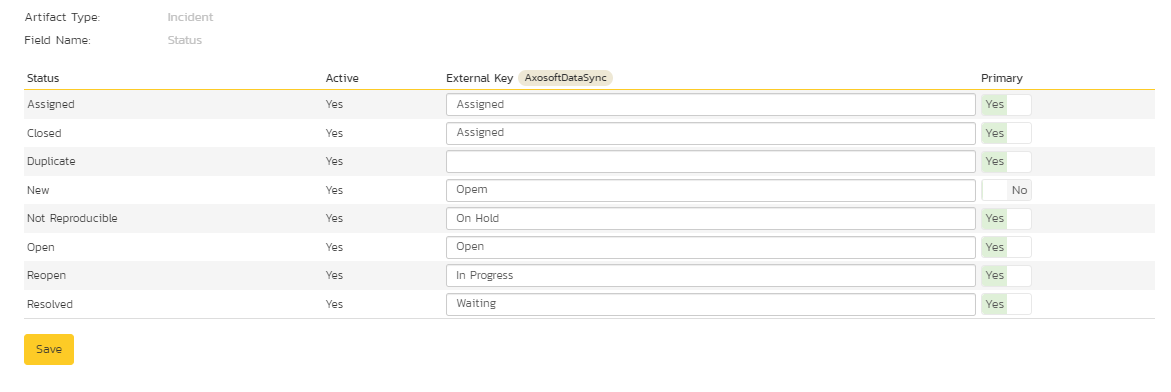 Artifact Type: Incident
Field Name: Status
Status Active External Key AxosoftDataSync Primary
Assigned Yes Assigned Yes
Closed Yes Assigned Yes
Duplicate Yes Yes
New Yes Opem No
Not Reproducible Yes On Hold Yes
Open Yes Open Yes
Reopen Yes In Progress Yes
Resolved Yes Waiting Yes
Save